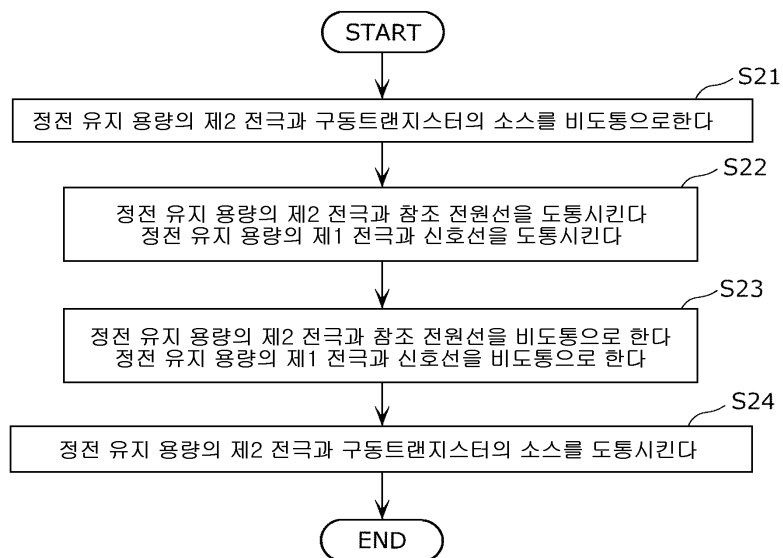 START
S21
정전 유지 용량의 제2 전극과 구동트랜지스터의 소스를 비도통으로한다
S22
정전 유지 용량의 제2 전극과 참조 전원선을 도통시킨다
정전 유지 용량의 제1 전극과 신호선을 도통시킨다
S23
정전 유지 용량의 제2 전극과 참조 전원선을 비도통으로 한다
정전 유지 용량의 제1 전극과 신호선을 비도통으로 한다
S24
정전 유지 용량의 제2 전극과 구동트랜지스터의 소스를 도통시킨다
END